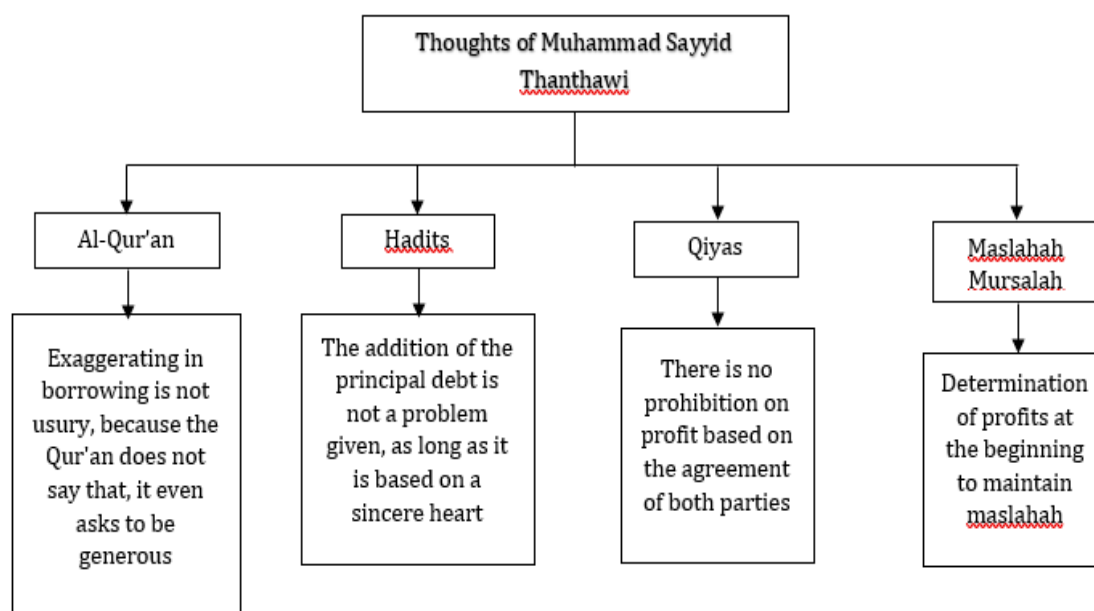 Thoughts of Muhammad Sayyid
Thanthawi
Al-Qur'an
Exaggerating in
borrowing is not
usury, because the
Qur'an does not
say that, it even
asks to be
generous
Hadits
The addition of the
principal debt is
not a problem
given, as long as it
is based on a
sincere heart
Qiyas
There is no
prohibition on
profit based on
the agreement
of both parties
Maslahah
Mursalah
Determination
of profits at
the beginning
to maintain
maslahah